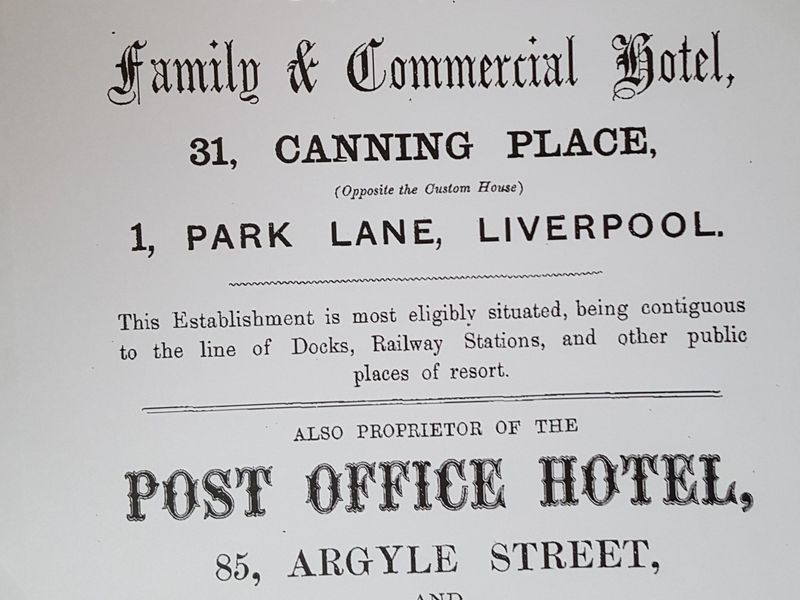 Family & Commercial Hotel,
31, CANNING PLACE,
(Opposite the Custom House)
1, PARK LANE, LIVERPOOL.
This Establishment is most eligibly situated, being contiguous
to the line of Docks, Railway Stations, and other public
places of resort.
ALSO PROPRIETOR OF THE
POST OFFICE HOTEL,
85, ARGYLE STREET,
AND